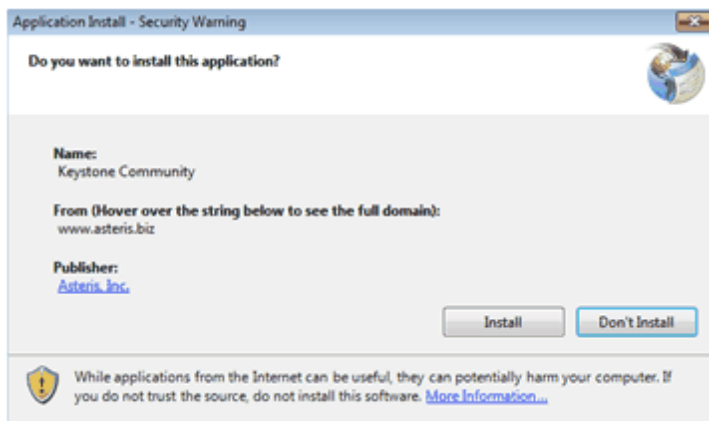 Application Install - Security Warning
Do you want to install this application?
Name:
Keystone Community
From (Hover over the string below to see the full domain):
www.asteris.biz
Publisher:
Asteris, Inc.
Install
Don't Install
While applications from the Internet can be useful, they can potentially harm your computer. If
you do not trust the source, do not install this software. More Information...